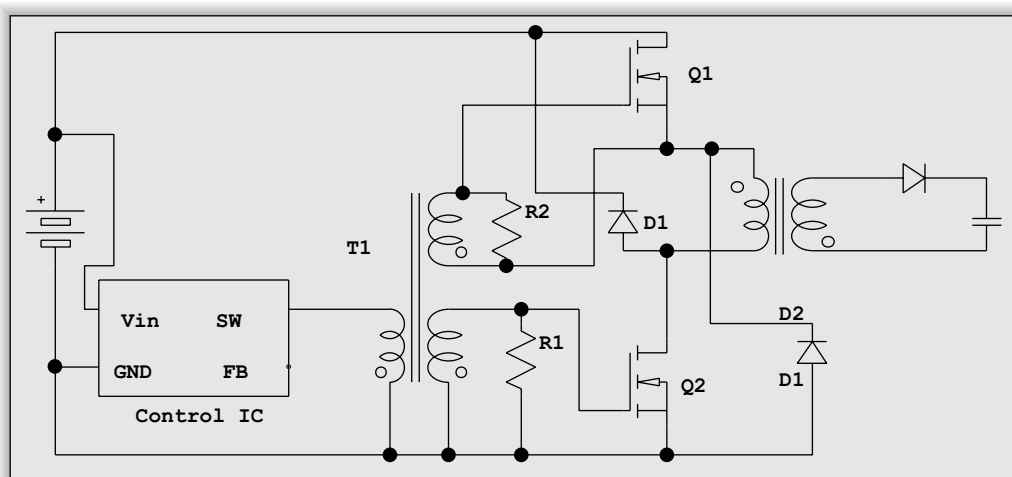 Q1
+
R2
D1
T1
Vin SW
D2
R1
GND FB
D1
Q2
Control IC